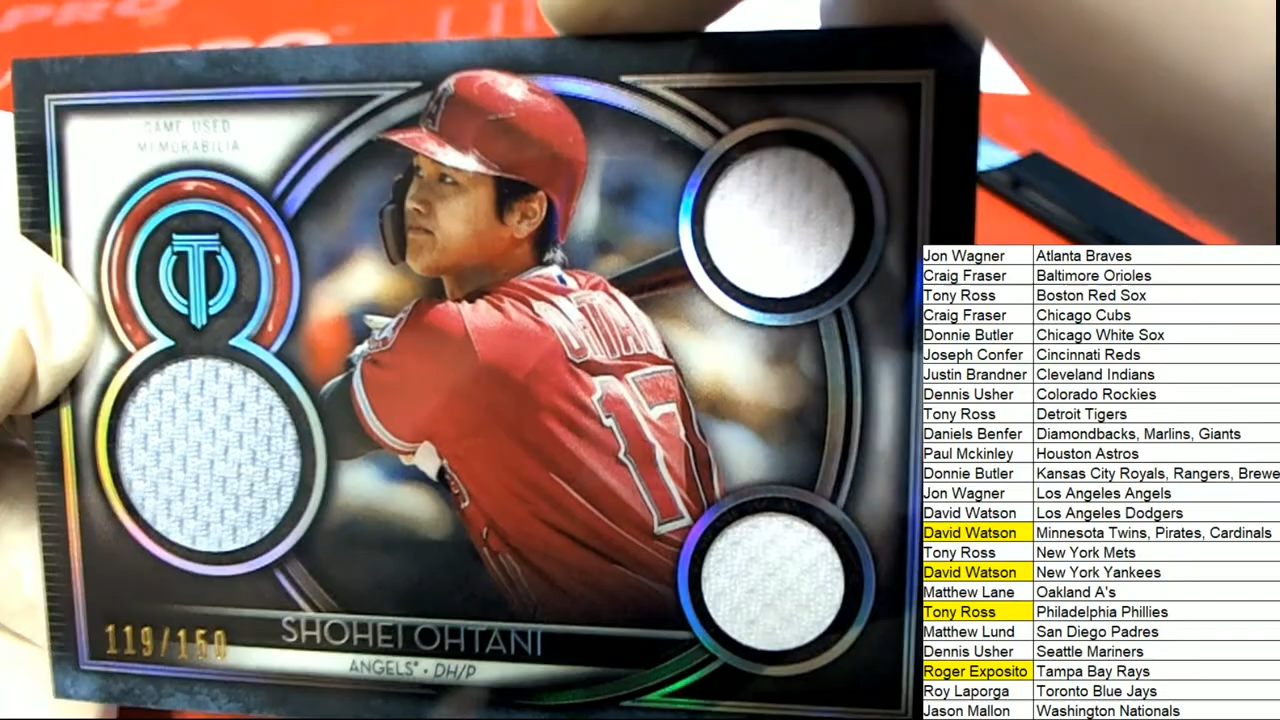 PRO
PRO
GAME USED
MEMORABILIA
A
T
OHTANI
17
SHOHEI OHTANI
ANGELS® • DH/P
119/150
Jon Wagner Atlanta Braves
Craig Fraser Baltimore Orioles
Tony Ross Boston Red Sox
Craig Fraser Chicago Cubs
Donnie Butler Chicago White Sox
Joseph Confer Cincinnati Reds
Justin Brandner Cleveland Indians
Dennis Usher Colorado Rockies
Tony Ross Detroit Tigers
Daniels Benfer Diamondbacks, Marlins, Giants
Paul Mckinley Houston Astros
Donnie Butler Kansas City Royals, Rangers, Brewe
Jon Wagner Los Angeles Angels
David Watson Los Angeles Dodgers
David Watson Minnesota Twins, Pirates, Cardinals
Tony Ross New York Mets
David Watson New York Yankees
Matthew Lane Oakland A's
Tony Ross Philadelphia Phillies
Matthew Lund San Diego Padres
Dennis Usher Seattle Mariners
Roger Exposito Tampa Bay Rays
Roy Laporga Toronto Blue Jays
Jason Mallon Washington Nationals